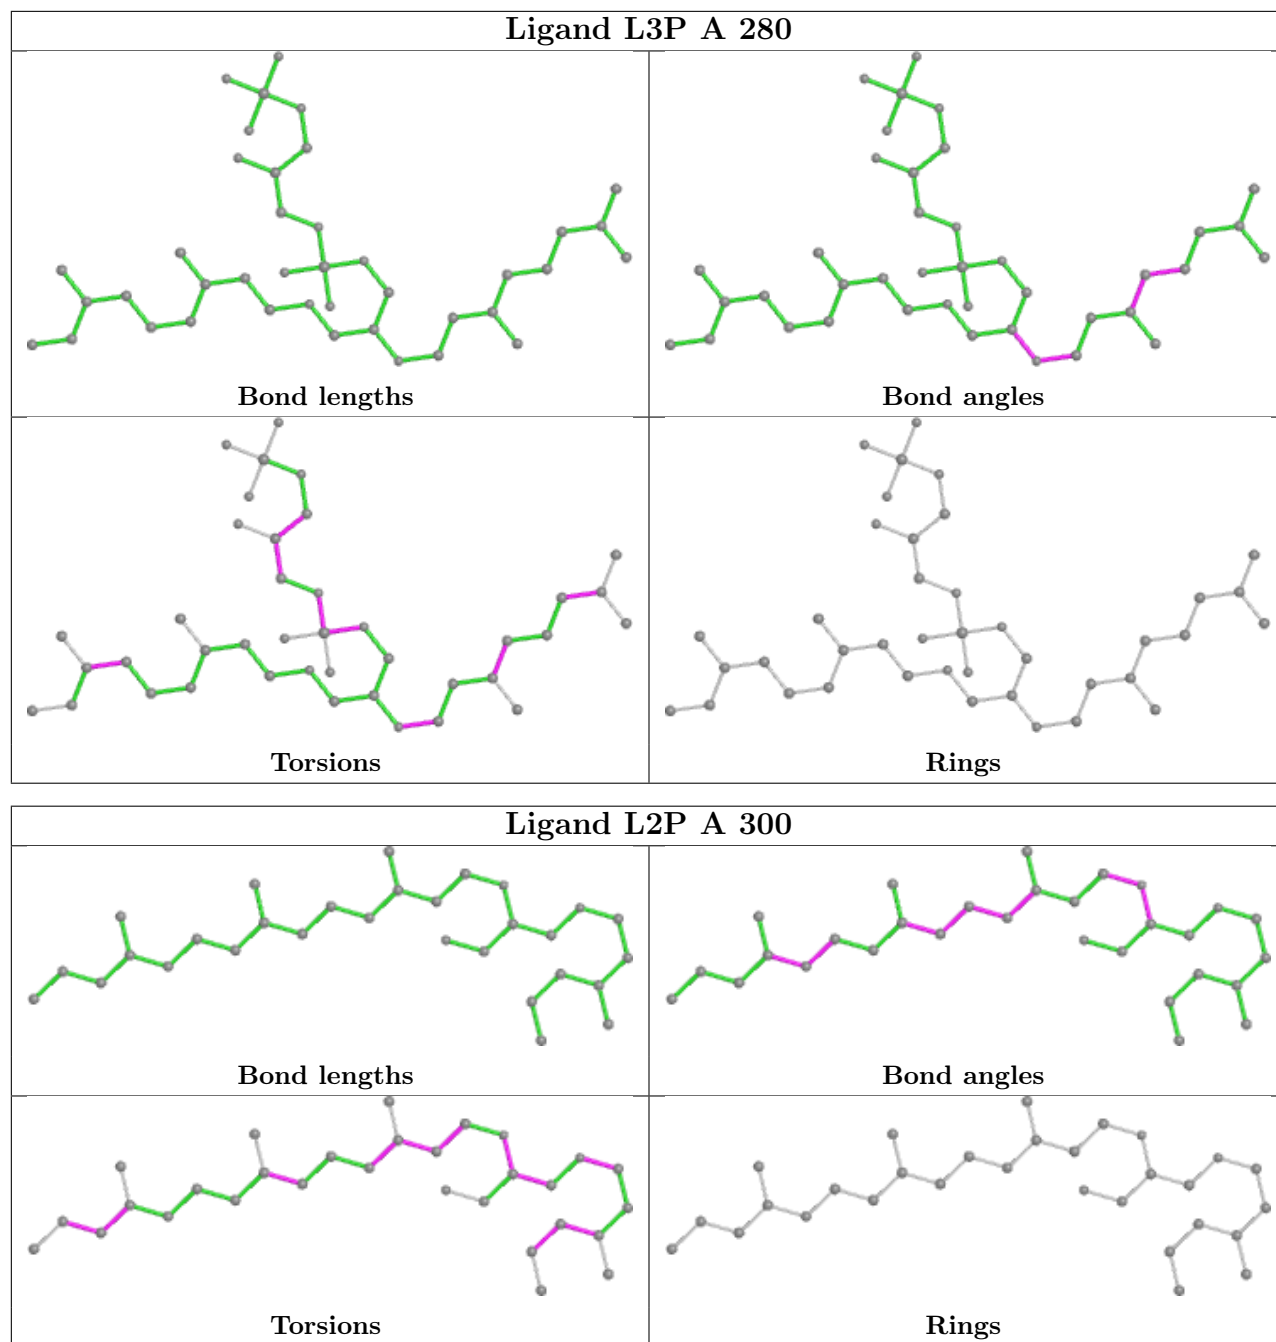 Ligand L3P A 280
Bond lengths
Bond angles
Torsions
Rings
Ligand L2P A 300
Bond lengths
Bond angles
Torsions
Rings